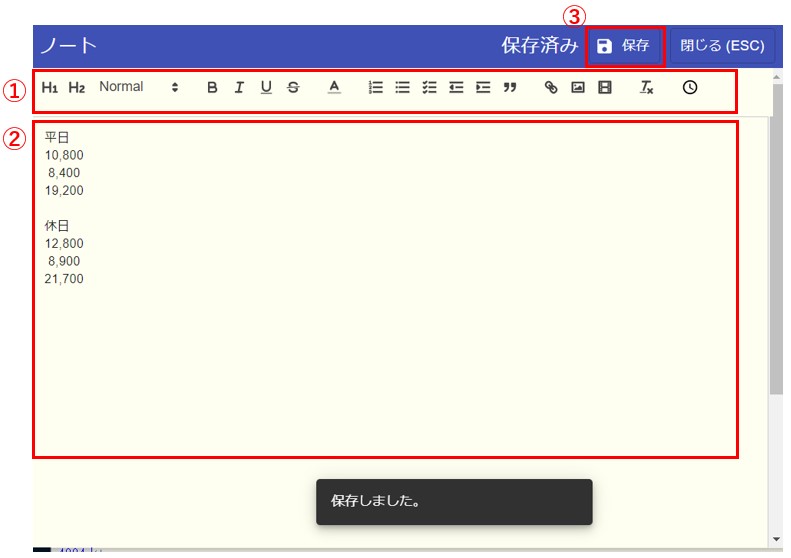 ③
ノート 保存済み 保存 閉じる (ESC)
① H1 H2 Normal B I U S A
②
平日
10,800
8,400
19,200
休日
12,800
8,900
21,700
保存しました。